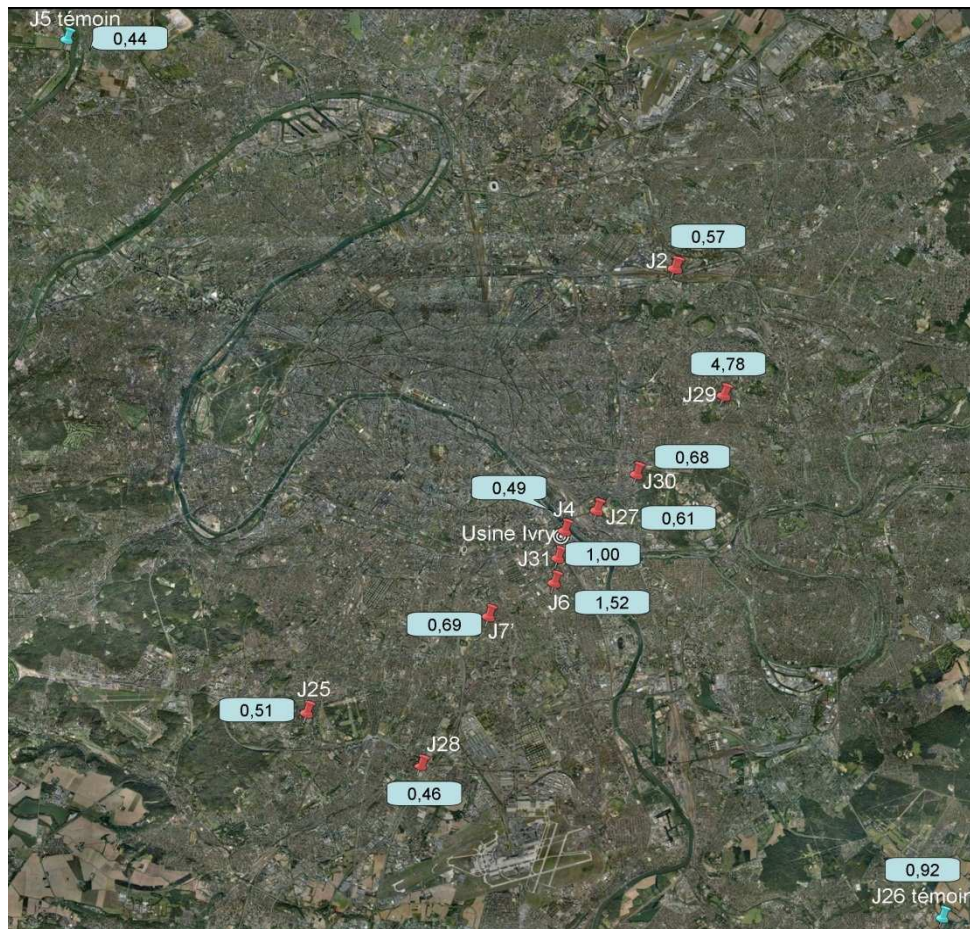 J5 témoin
0,44
0,57
J2
4,78
J29
0,68
J30
0,49
J4
J27
0,61
Usine Ivry
J31
1,00
J6
1,52
0,69
J7
J25
0,51
J28
0,46
0,92
J26 témoin